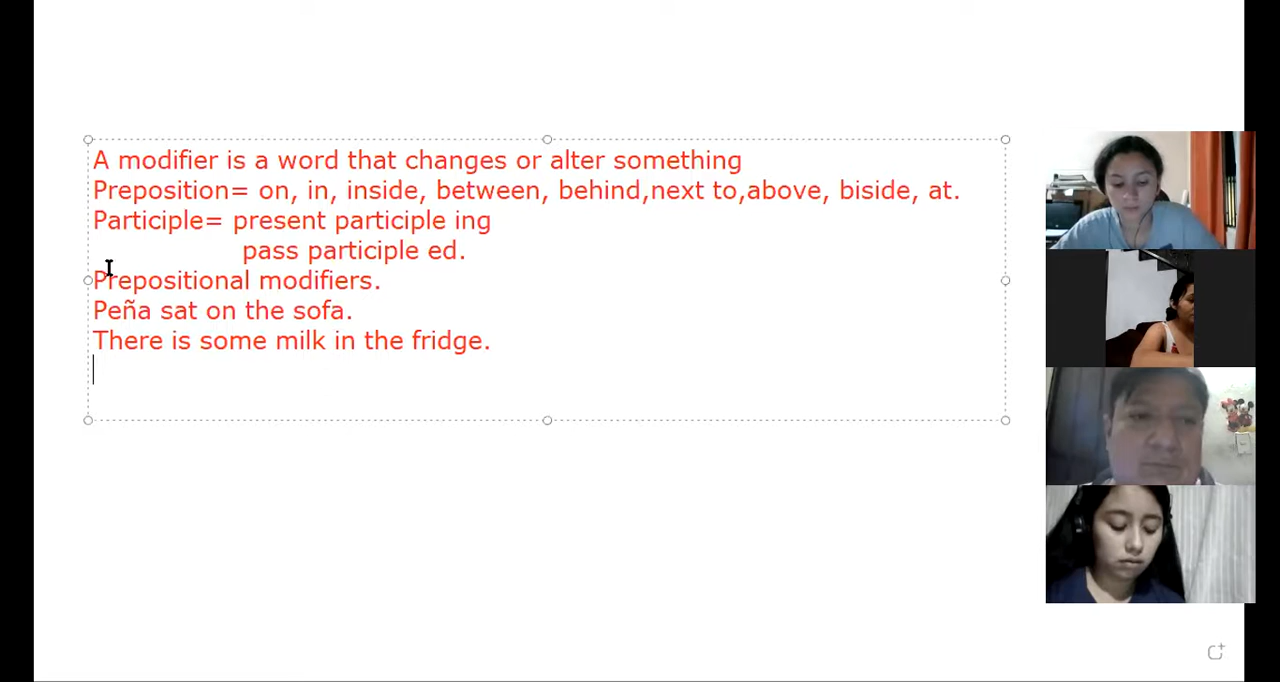 A modifier is a word that changes or alter something
Preposition= on, in, inside, between, behind,next to,above, biside, at.
Participle= present participle ing
pass participle ed.
Prepositional modifiers.
Peña sat on the sofa.
There is some milk in the fridge.